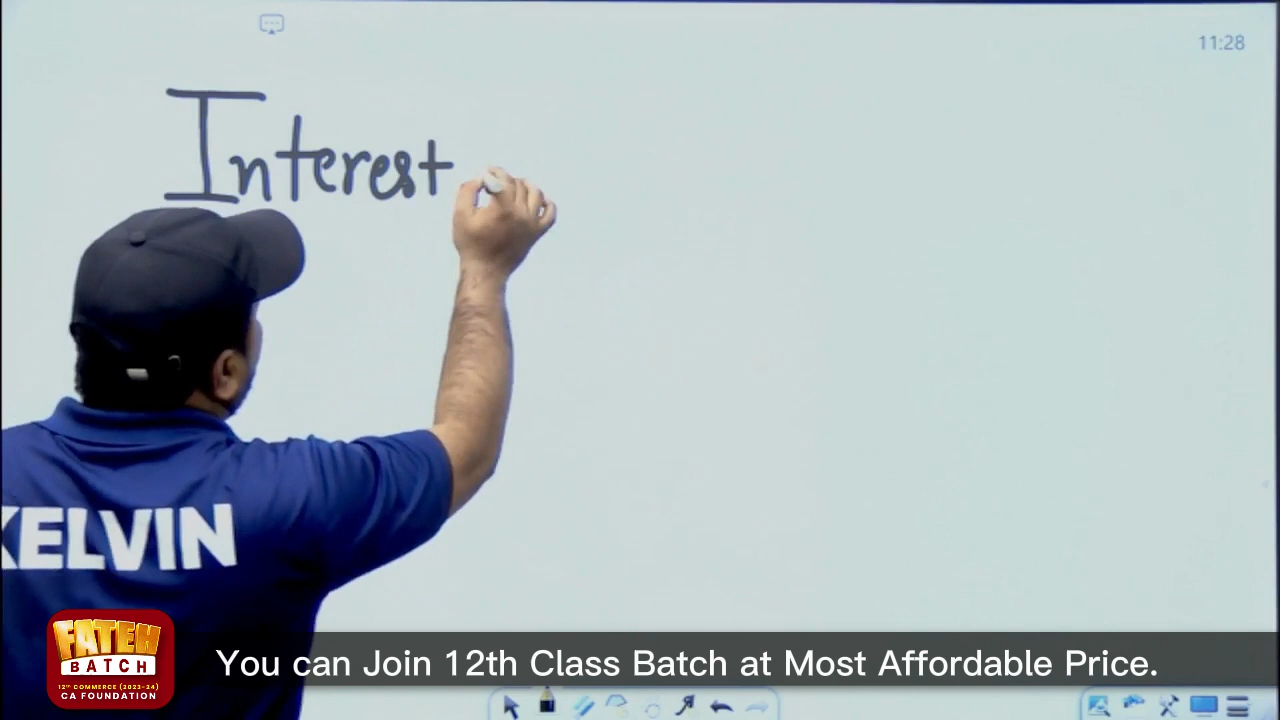 11:28
Interest
KELVIN
FATEH
BATCH
12TH COMMERCE (2023-24)
CA FOUNDATION
You can Join 12th Class Batch at Most Affordable Price.